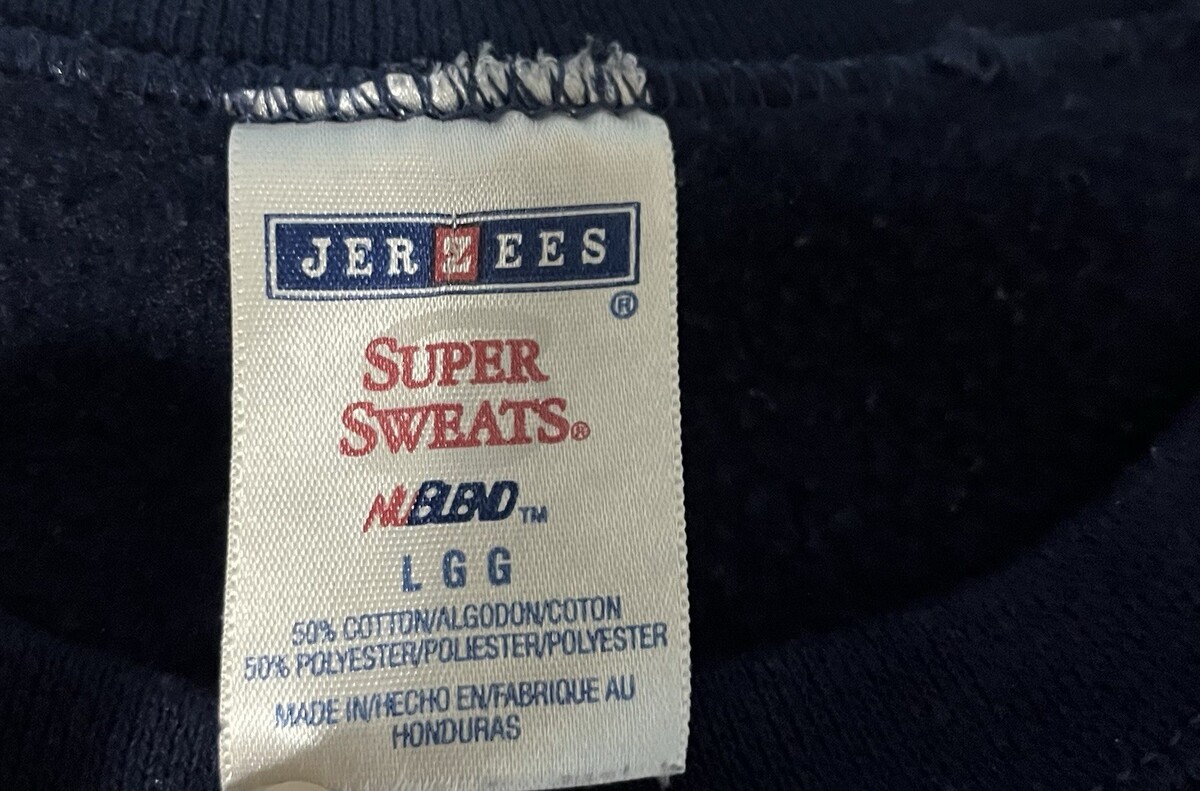 JERZEES
®
SUPER
SWEATS®
NUBLEND™
L G G
50% COTTON/ALGODON/COTON
50% POLYESTER/POLIESTER/POLYESTER
MADE IN/HECHO EN/FABRIQUE AU
HONDURAS